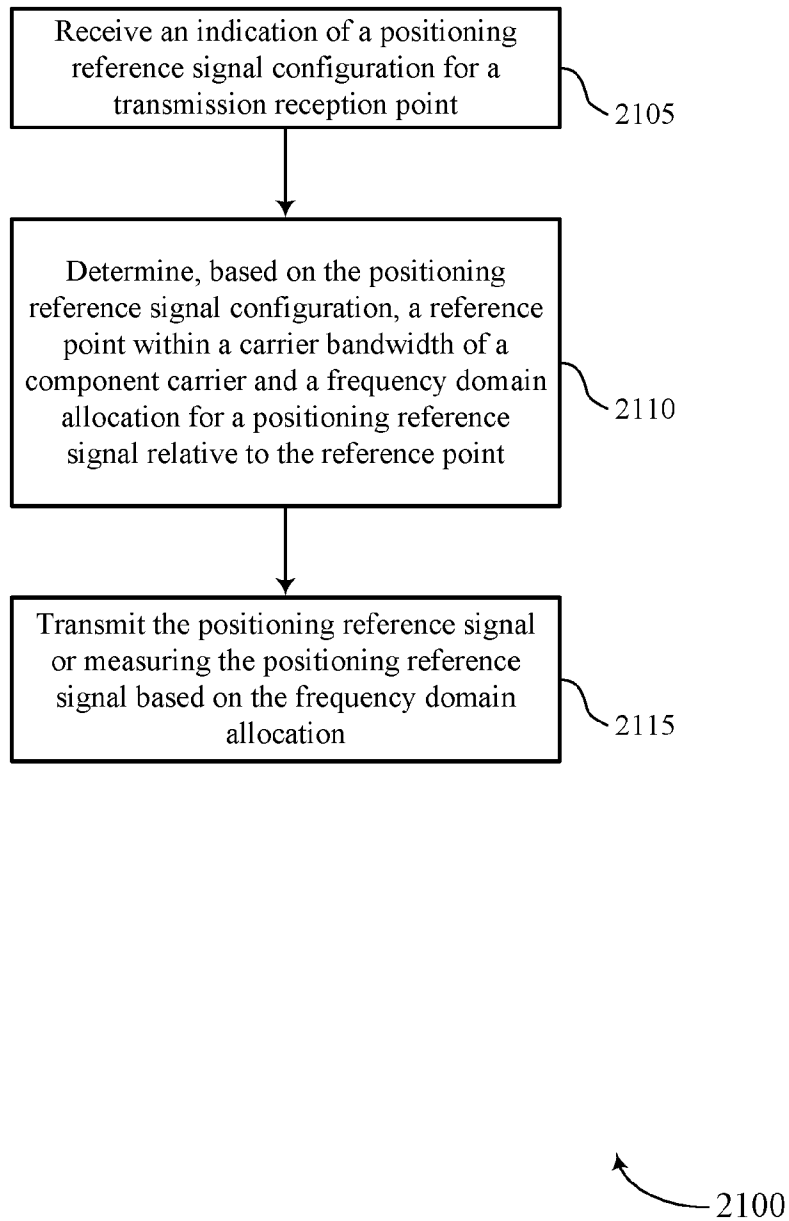 Receive an indication of a positioning
reference signal configuration for a
transmission reception point
2105
Determine, based on the positioning
reference signal configuration, a reference
point within a carrier bandwidth of a
component carrier and a frequency domain
allocation for a positioning reference
signal relative to the reference point
2110
Transmit the positioning reference signal
or measuring the positioning reference
signal based on the frequency domain
allocation
2115
2100